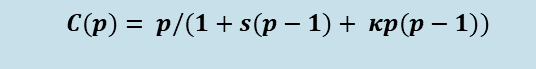 C(p) = p/(1 + s(p − 1) + κp(p − 1))